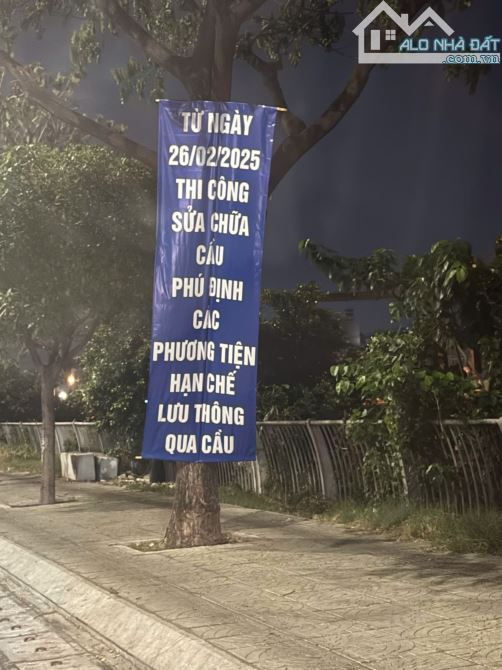 ALO NHÀ ĐẤT
.com.vn
TỪ NGÀY
26/02/2025
THI CÔNG
SỬA CHỮA
CẦU
PHÚ ĐỊNH
CÁC
PHƯƠNG TIỆN
HẠN CHẾ
LƯU THÔNG
QUA CẦU